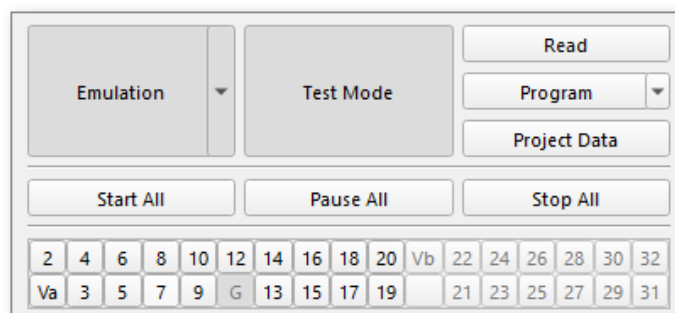 Read
Emulation Test Mode Program
Project Data
Start All Pause All Stop All
2 4 6 8 10 12 14 16 18 20 Vb 22 24 26 28 30 32
Va 3 5 7 9 G 13 15 17 19 21 23 25 27 29 31